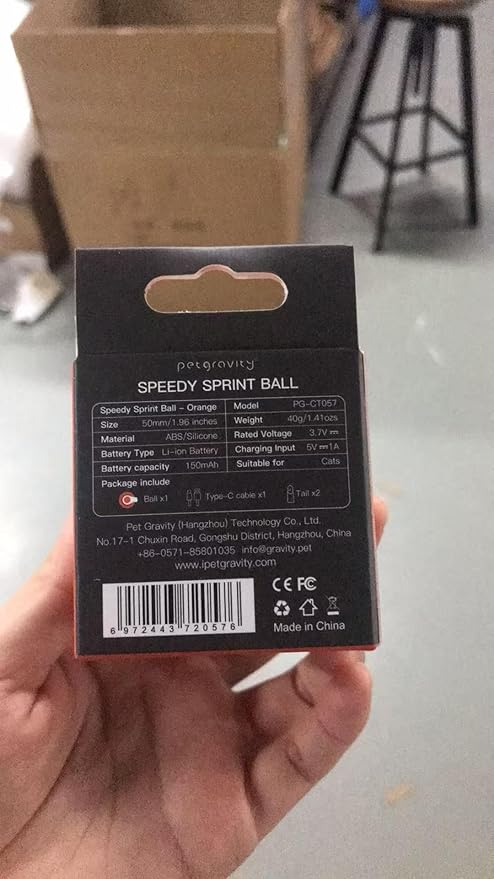 petgravity
SPEEDY SPRINT BALL
Speedy Sprint Ball - Orange Model PG-CT057
Size 50mm/1.96 inches Weight 40g/1.41ozs
Material ABS/Silicone Rated Voltage 3.7V⎓
Battery Type Li-ion Battery Charging Input 5V⎓1A
Battery capacity 150mAh Suitable for Cats
Package include
Ball x1 Type-C cable x1 Tail x2
Pet Gravity (Hangzhou) Technology Co., Ltd.
No.17-1 Chuxin Road, Gongshu District, Hangzhou, China
+86-0571-85801035 info@gravity.pet
www.ipetgravity.com
CE FC
6 972443 720576
Made in China